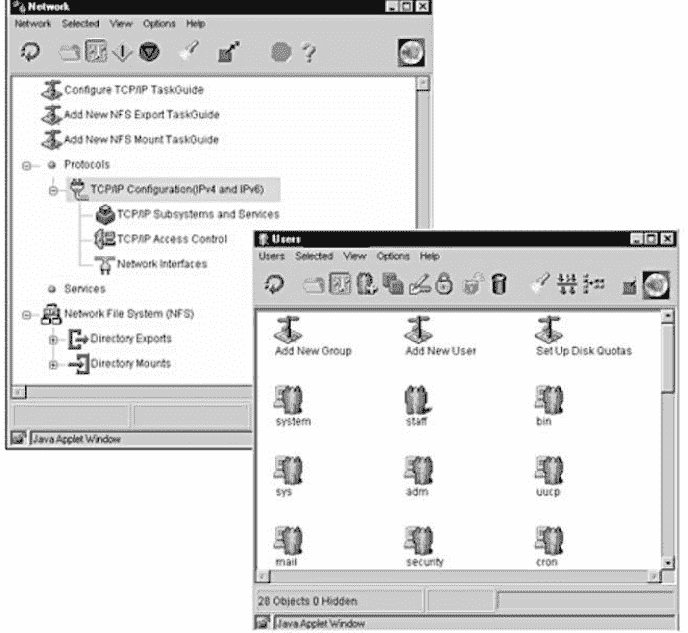 Network
Network Selected View Options Help
Configure TCP/IP TaskGuide
Add New NFS Export TaskGuide
Add New NFS Mount TaskGuide
Protocols
TCP/IP Configuration(IPv4 and IPv6)
TCP/IP Subsystems and Services
TCP/IP Access Control
Network Interfaces
Services
Network File System (NFS)
Directory Exports
Directory Mounts
Java Applet Window
Users
Users Selected View Options Help
Add New Group Add New User Set Up Disk Quotas
system staff bin
sys adm uucp
mail security cron
28 Objects 0 Hidden
Java Applet Window